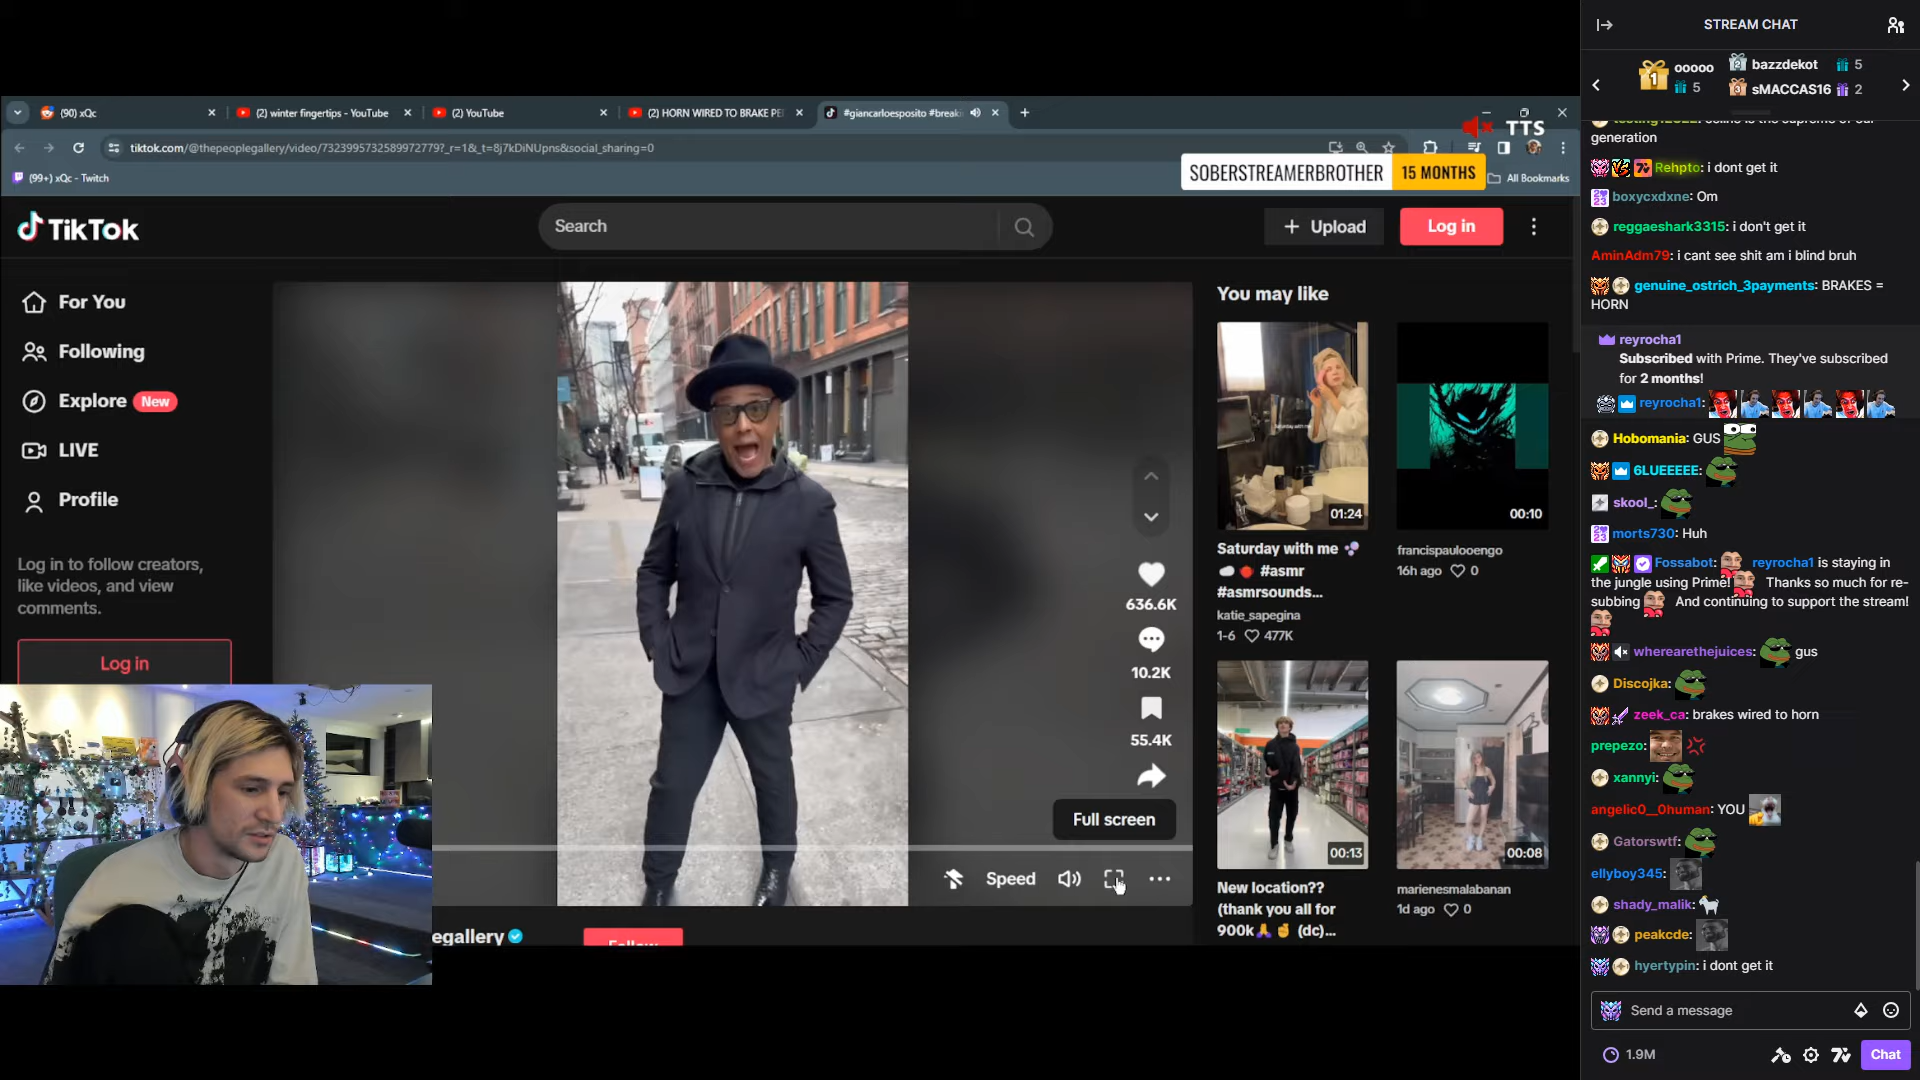 (90) xQc
(2) winter fingertips - YouTube
(2) YouTube
(2) HORN WIRED TO BRAKE PE
#giancarloesposito #breaki
TTS
tiktok.com/@thepeoplegallery/video/7323995732589972779?_r=1&_t=8j7kDiNUpns&social_sharing=0
(99+) xQc - Twitch
SOBERSTREAMERBROTHER 15 MONTHS
All Bookmarks
TikTok
Search
Upload
Log in
For You
Following
Explore New
LIVE
Profile
Log in to follow creators,
like videos, and view
comments.
Log in
636.6K
10.2K
55.4K
Full screen
Speed
egallery
Follow
You may like
01:24
Saturday with me
#asmr
#asmrsounds...
katie_sapegina
1-6 477K
00:10
francispaulooengo
16h ago 0
00:13
New location??
(thank you all for
900k (dc)...
00:08
marienesmalabanan
1d ago 0
STREAM CHAT
1 ooooo 5
2 bazzdekot 5
3 sMACCAS16 2
generation
Rehpto: i dont get it
boxycxdxne: Om
reggaeshark3315: i don't get it
AminAdm79: i cant see shit am i blind bruh
genuine_ostrich_3payments: BRAKES =
HORN
reyrocha1
Subscribed with Prime. They've subscribed
for 2 months!
reyrocha1:
Hobomania: GUS
6LUEEEEE:
skool_:
morts730: Huh
Fossabot: reyrocha1 is staying in
the jungle using Prime! Thanks so much for re-
subbing And continuing to support the stream!
wherearethejuices: gus
Discojka:
zeek_ca: brakes wired to horn
prepezo:
xannyi:
angelic0__0human: YOU
Gatorswtf:
ellyboy345:
shady_malik:
peakcde:
hyertypin: i dont get it
Send a message
1.9M
Chat